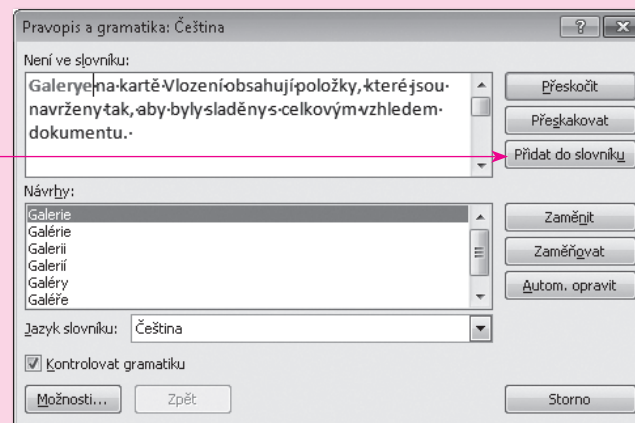 Pravopis a gramatika: Čeština
Není ve slovníku:
Galerye na kartě Vlození obsahují položky, které jsou
navrženy tak, aby byly sladěny s celkovým vzhledem
dokumentu.
Přeskočit
Přeskakovat
Přidat do slovníku
Návrhy:
Galerie
Galérie
Galerii
Galerií
Galéry
Galéře
Zaměnit
Zaměňovat
Autom. opravit
Jazyk slovníku: Čeština
Kontrolovat gramatiku
Možnosti... Zpět Storno